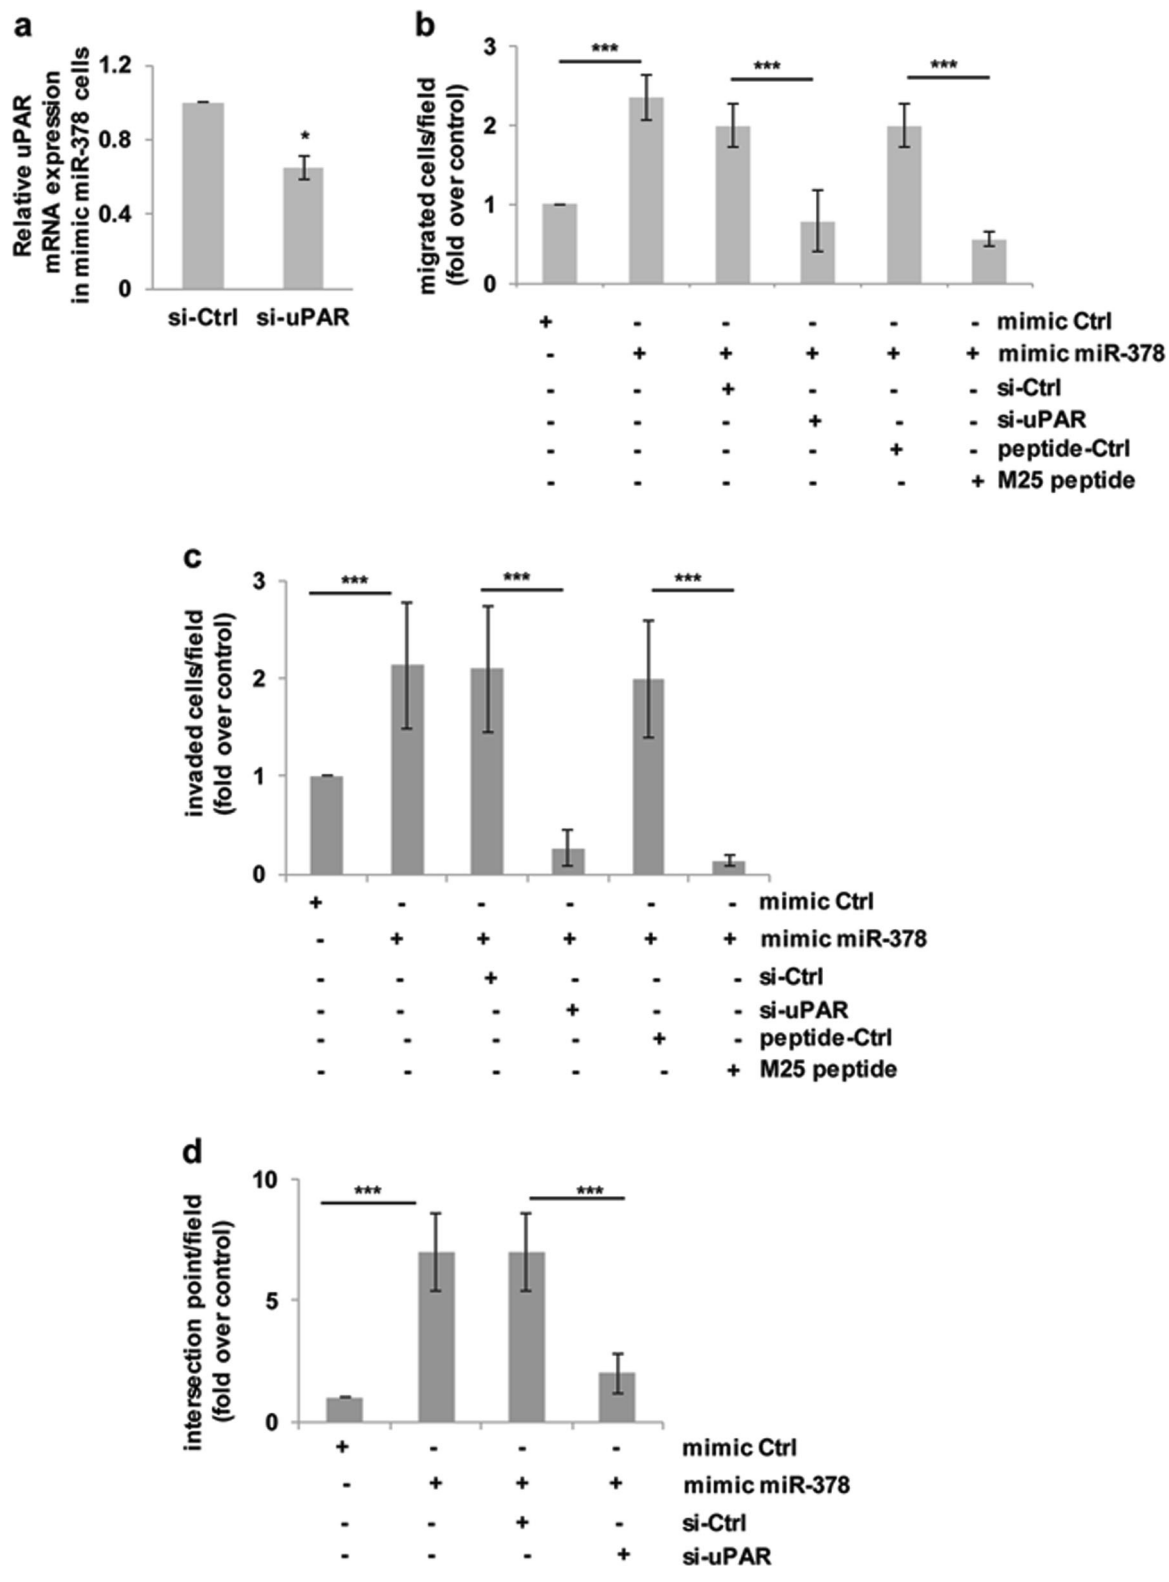 a
Relative uPAR
mRNA expression
in mimic miR-378 cells
1.2
0.8
0.4
0
*
si-Ctrl si-uPAR
b
migrated cells/field
(fold over control)
3
2
1
0
*** *** ***
+ - - - - - mimic Ctrl
- + + + + + mimic miR-378
- - + - - - si-Ctrl
- - - + - - si-uPAR
- - - - + - peptide-Ctrl
- - - - - + M25 peptide
c
invaded cells/field
(fold over control)
3
2
1
0
*** *** ***
+ - - - - - mimic Ctrl
- + + + + + mimic miR-378
- - + - - - si-Ctrl
- - - + - - si-uPAR
- - - - + - peptide-Ctrl
- - - - - + M25 peptide
d
intersection point/field
(fold over control)
10
5
0
*** ***
+ - - - mimic Ctrl
- + + + mimic miR-378
- - + - si-Ctrl
- - - + si-uPAR